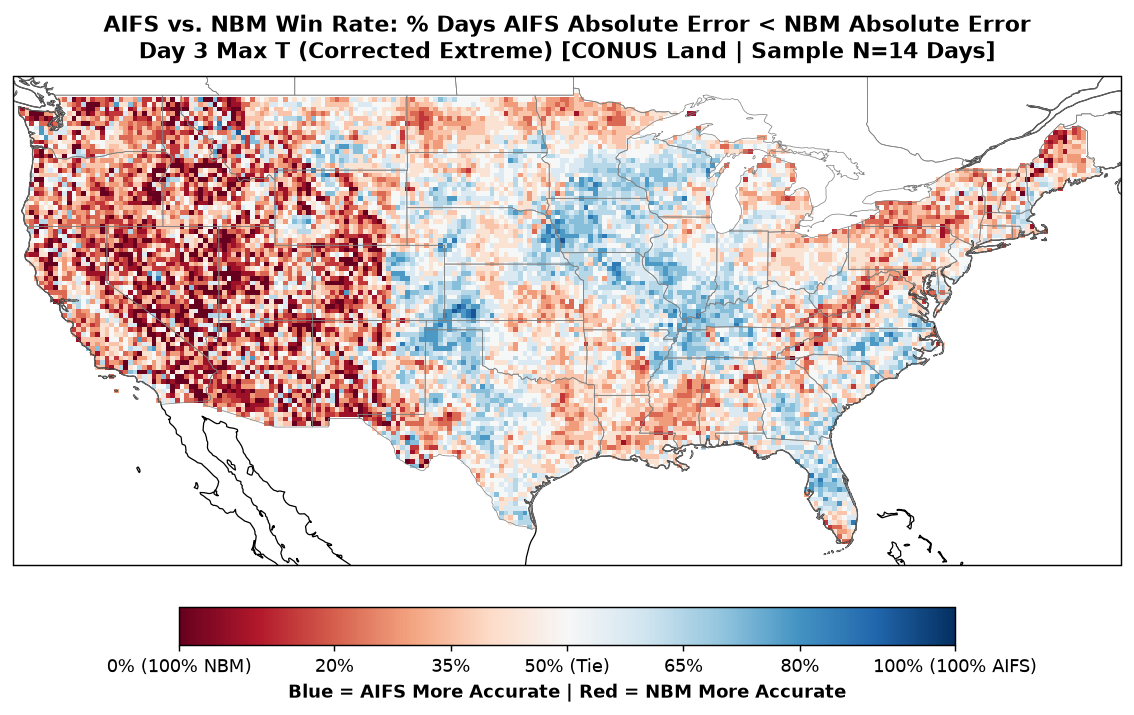 AIFS vs. NBM Win Rate: % Days AIFS Absolute Error < NBM Absolute Error
Day 3 Max T (Corrected Extreme) [CONUS Land | Sample N=14 Days]
0% (100% NBM) 20% 35% 50% (Tie) 65% 80% 100% (100% AIFS)
Blue = AIFS More Accurate | Red = NBM More Accurate